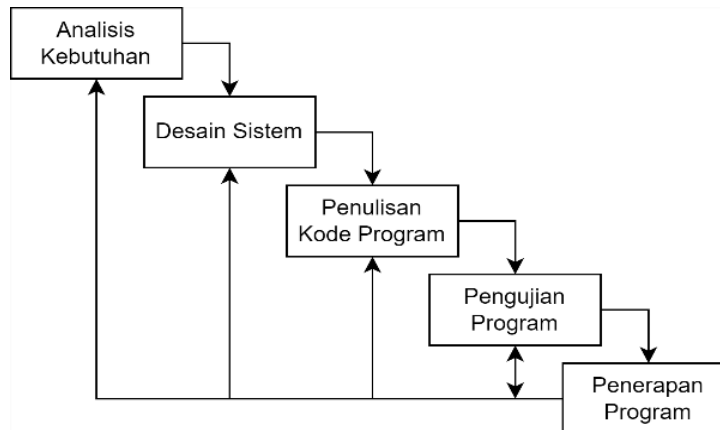 Analisis
Kebutuhan
Desain Sistem
Penulisan
Kode Program
Pengujian
Program
Penerapan
Program